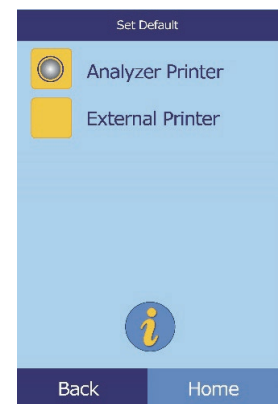 Set Default
Analyzer Printer
External Printer
i
Back Home